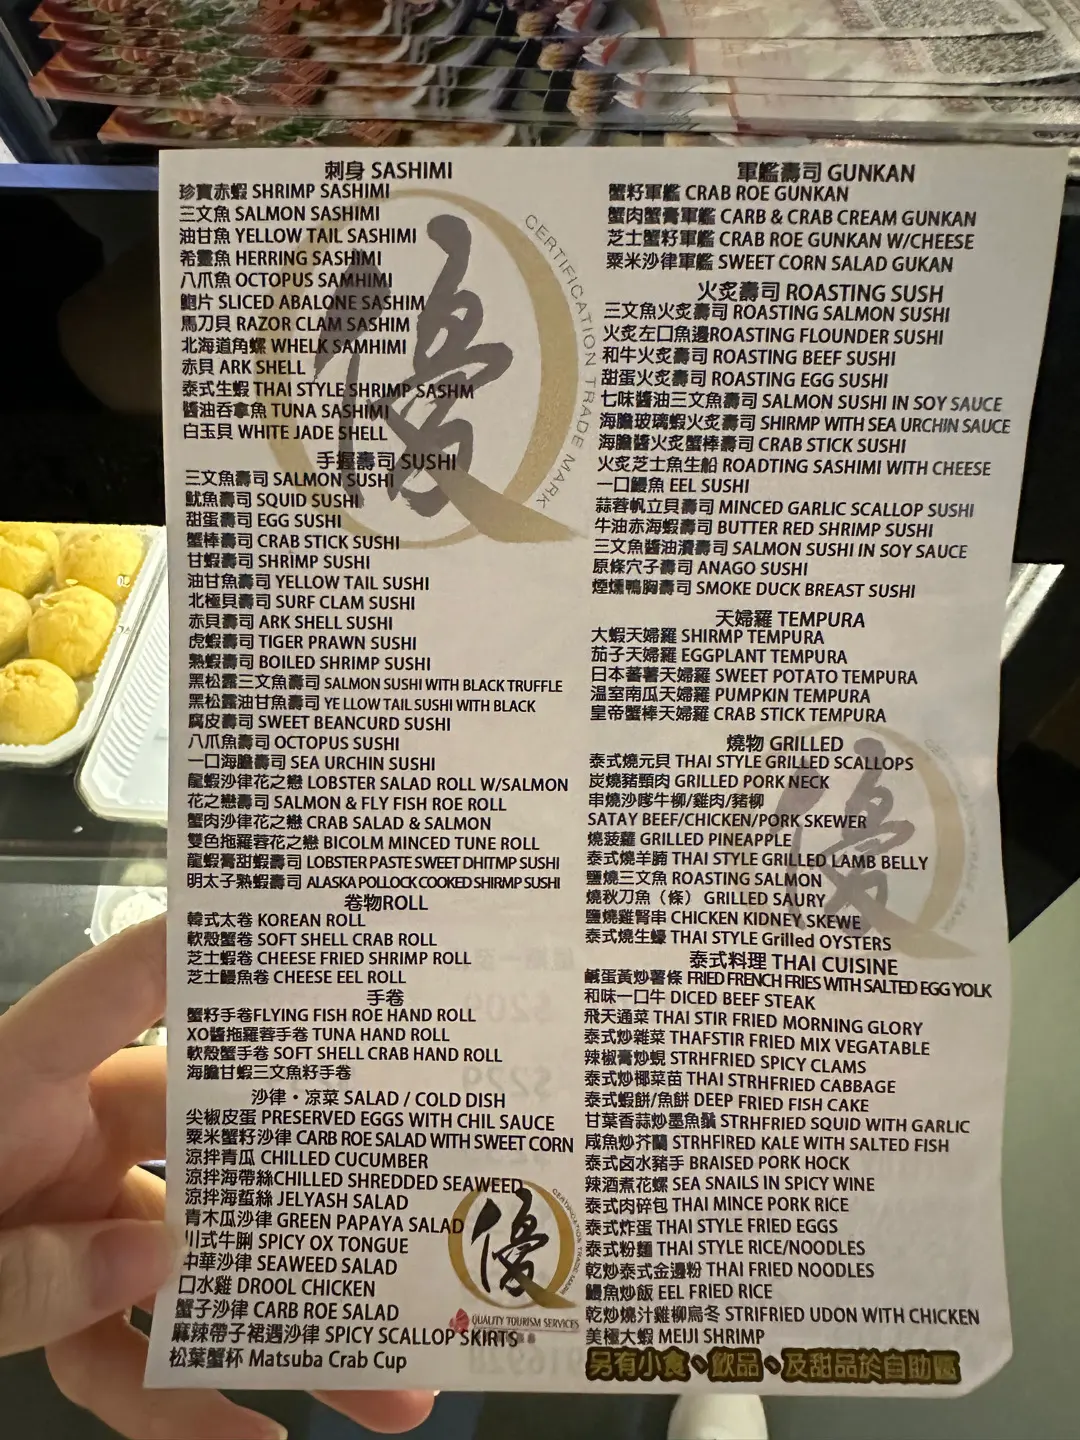 刺身 SASHIMI
珍寶赤蝦 SHRIMP SASHIMI
三文魚 SALMON SASHIMI
油甘魚 YELLOW TAIL SASHIMI
希靈魚 HERRING SASHIMI
八爪魚 OCTOPUS SAMHIMI
鮑片 SLICED ABALONE SASHIM
馬刀貝 RAZOR CLAM SASHIM
北海道角螺 WHELK SAMHIMI
赤貝 ARK SHELL
泰式生蝦 THAI STYLE SHRIMP SASHM
醬油吞拿魚 TUNA SASHIMI
白玉貝 WHITE JADE SHELL
手握壽司 SUSHI
三文魚壽司 SALMON SUSHI
魷魚壽司 SQUID SUSHI
甜蛋壽司 EGG SUSHI
蟹棒壽司 CRAB STICK SUSHI
甘蝦壽司 SHRIMP SUSHI
油甘魚壽司 YELLOW TAIL SUSHI
北極貝壽司 SURF CLAM SUSHI
赤貝壽司 ARK SHELL SUSHI
虎蝦壽司 TIGER PRAWN SUSHI
熟蝦壽司 BOILED SHRIMP SUSHI
黑松露三文魚壽司 SALMON SUSHI WITH BLACK TRUFFLE
黑松露油甘魚壽司 YE LLOW TAIL SUSHI WITH BLACK
腐皮壽司 SWEET BEANCURD SUSHI
八爪魚壽司 OCTOPUS SUSHI
一口海膽壽司 SEA URCHIN SUSHI
龍蝦沙律花之戀 LOBSTER SALAD ROLL W/SALMON
花之戀壽司 SALMON & FLY FISH ROE ROLL
蟹肉沙律花之戀 CRAB SALAD & SALMON
雙色拖羅蓉花之戀 BICOLM MINCED TUNE ROLL
龍蝦膏甜蝦壽司 LOBSTER PASTE SWEET DHITMP SUSHI
明太子熟蝦壽司 ALASKA POLLOCK COOKED SHIRMP SUSHI
卷物ROLL
韓式太卷 KOREAN ROLL
軟殼蟹卷 SOFT SHELL CRAB ROLL
芝士蝦卷 CHEESE FRIED SHRIMP ROLL
芝士鰻魚卷 CHEESE EEL ROLL
手卷
蟹籽手卷FLYING FISH ROE HAND ROLL
XO醬拖羅蓉手卷 TUNA HAND ROLL
軟殼蟹手卷 SOFT SHELL CRAB HAND ROLL
海膽甘蝦三文魚籽手卷
沙律・凉菜 SALAD / COLD DISH
尖椒皮蛋 PRESERVED EGGS WITH CHIL SAUCE
粟米蟹籽沙律 CARB ROE SALAD WITH SWEET CORN
涼拌青瓜 CHILLED CUCUMBER
涼拌海帶絲CHILLED SHREDDED SEAWEED
涼拌海蜇絲 JELYASH SALAD
青木瓜沙律 GREEN PAPAYA SALAD
川式牛脷 SPICY OX TONGUE
中華沙律 SEAWEED SALAD
口水雞 DROOL CHICKEN
蟹子沙律 CARB ROE SALAD
麻辣帶子裙邊沙律 SPICY SCALLOP SKIRTS
松葉蟹杯 Matsuba Crab Cup
軍艦壽司 GUNKAN
蟹籽軍艦 CRAB ROE GUNKAN
蟹肉蟹膏軍艦 CARB & CRAB CREAM GUNKAN
芝士蟹籽軍艦 CRAB ROE GUNKAN W/CHEESE
粟米沙律軍艦 SWEET CORN SALAD GUKAN
火炙壽司 ROASTING SUSH
三文魚火炙壽司 ROASTING SALMON SUSHI
火炙左口魚邊ROASTING FLOUNDER SUSHI
和牛火炙壽司 ROASTING BEEF SUSHI
甜蛋火炙壽司 ROASTING EGG SUSHI
七味醬油三文魚壽司 SALMON SUSHI IN SOY SAUCE
海膽玻璃蝦火炙壽司 SHIRMP WITH SEA URCHIN SAUCE
海膽醬火炙蟹棒壽司 CRAB STICK SUSHI
火炙芝士魚生船 ROADTING SASHIMI WITH CHEESE
一口鰻魚 EEL SUSHI
蒜蓉帆立貝壽司 MINCED GARLIC SCALLOP SUSHI
牛油赤海蝦壽司 BUTTER RED SHRIMP SUSHI
三文魚醬油漬壽司 SALMON SUSHI IN SOY SAUCE
原條穴子壽司 ANAGO SUSHI
煙燻鴨胸壽司 SMOKE DUCK BREAST SUSHI
天婦羅 TEMPURA
大蝦天婦羅 SHIRMP TEMPURA
茄子天婦羅 EGGPLANT TEMPURA
日本蕃薯天婦羅 SWEET POTATO TEMPURA
温室南瓜天婦羅 PUMPKIN TEMPURA
皇帝蟹棒天婦羅 CRAB STICK TEMPURA
燒物 GRILLED
泰式燒元貝 THAI STYLE GRILLED SCALLOPS
炭燒豬頸肉 GRILLED PORK NECK
串燒沙嗲牛柳/雞肉/豬柳
SATAY BEEF/CHICKEN/PORK SKEWER
燒菠蘿 GRILLED PINEAPPLE
泰式燒羊腩 THAI STYLE GRILLED LAMB BELLY
鹽燒三文魚 ROASTING SALMON
燒秋刀魚（條） GRILLED SAURY
鹽燒雞腎串 CHICKEN KIDNEY SKEWE
泰式燒生蠔 THAI STYLE Grilled OYSTERS
泰式料理 THAI CUISINE
鹹蛋黃炒薯條 FRIED FRENCH FRIES WITH SALTED EGG YOLK
和味一口牛 DICED BEEF STEAK
飛天通菜 THAI STIR FRIED MORNING GLORY
泰式炒雜菜 THAFSTIR FRIED MIX VEGATABLE
辣椒膏炒蜆 STRHFRIED SPICY CLAMS
泰式炒椰菜苗 THAI STRHFRIED CABBAGE
泰式蝦餅/魚餅 DEEP FRIED FISH CAKE
甘葉香蒜炒墨魚鬚 STRHFRIED SQUID WITH GARLIC
咸魚炒芥蘭 STRHFIRED KALE WITH SALTED FISH
泰式卤水豬手 BRAISED PORK HOCK
辣酒煮花螺 SEA SNAILS IN SPICY WINE
泰式肉碎包 THAI MINCE PORK RICE
泰式炸蛋 THAI STYLE FRIED EGGS
泰式粉麵 THAI STYLE RICE/NOODLES
乾炒泰式金邊粉 THAI FRIED NOODLES
鰻魚炒飯 EEL FRIED RICE
乾炒燒汁雞柳烏冬 STRIFRIED UDON WITH CHICKEN
美極大蝦 MEIJI SHRIMP
另有小食、飲品、及甜品於自助區
優
CERTIFICATION TRADE MARK
優
優
QUALITY TOURISM SERVICES